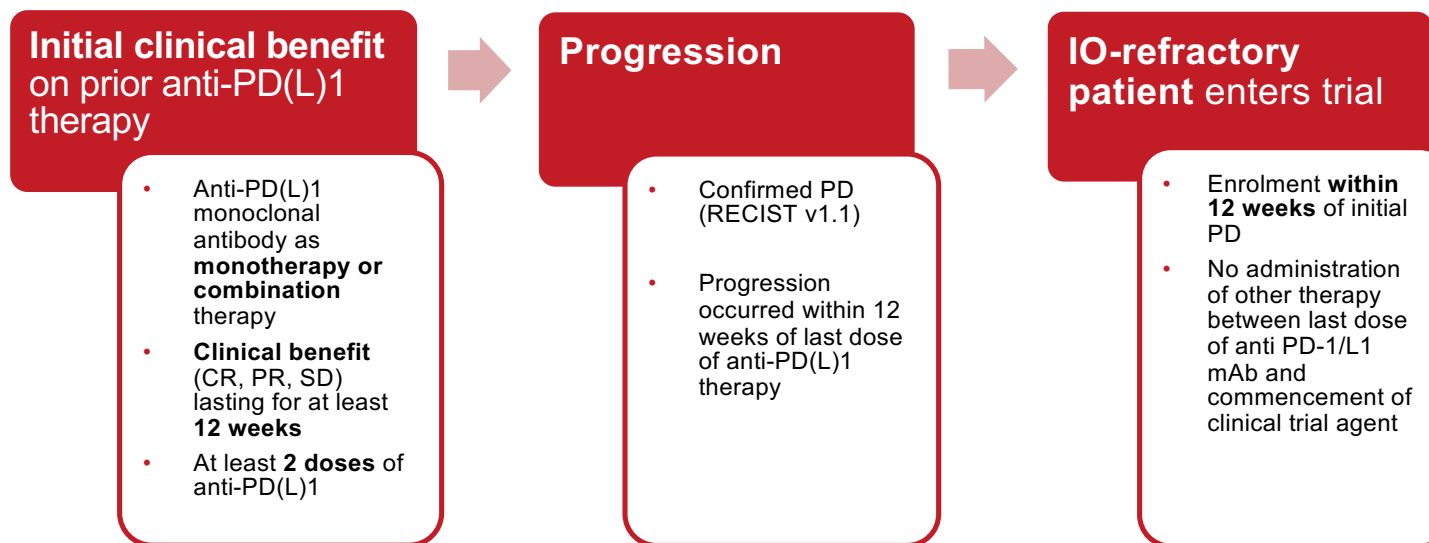 Initial clinical benefit
on prior anti-PD(L)1
therapy
• Anti-PD(L)1
monoclonal
antibody as
monotherapy or
combination
therapy
• Clinical benefit
(CR, PR, SD)
lasting for at least
12 weeks
• At least 2 doses of
anti-PD(L)1
Progression
• Confirmed PD
(RECIST v1.1)
• Progression
occurred within 12
weeks of last dose
of anti-PD(L)1
therapy
IO-refractory
patient enters trial
• Enrolment within
12 weeks of initial
PD
• No administration
of other therapy
between last dose
of anti PD-1/L1
mAb and
commencement of
clinical trial agent